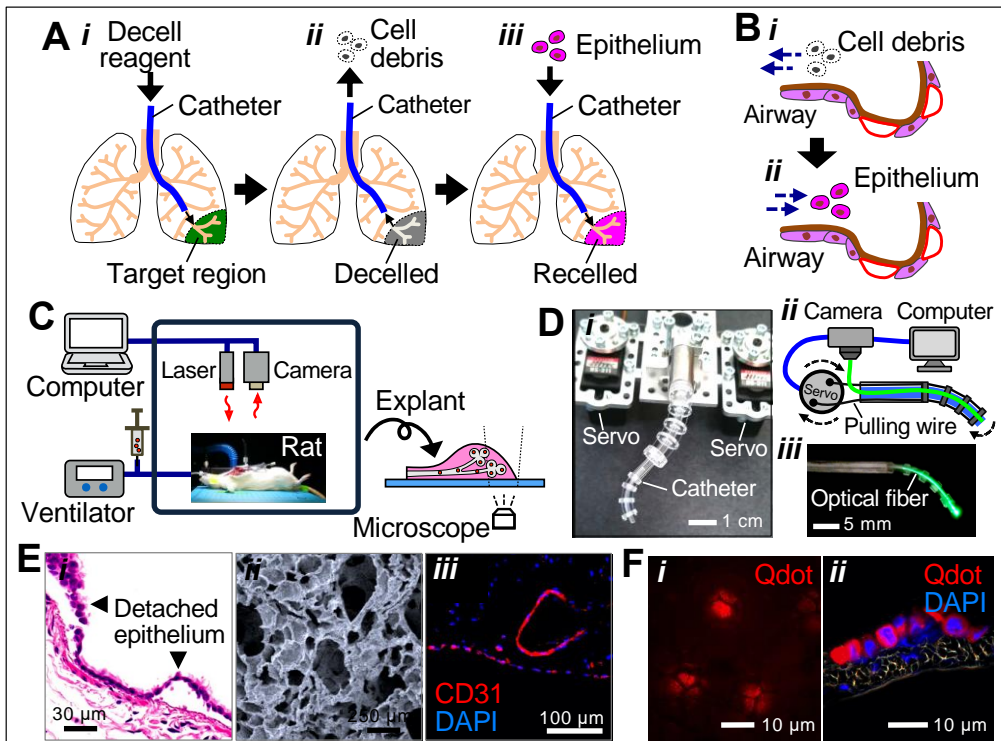 A
i
Decell
reagent
Catheter
Target region
ii
Cell
debris
Catheter
Decelled
iii
Epithelium
Catheter
Recelled
B
i
Cell debris
Airway
ii
Epithelium
Airway
C
Computer
Laser
Camera
Rat
Ventilator
Explant
Microscope
D
i
Servo
Servo
Catheter
1 cm
ii
Camera
Computer
Servo
Pulling wire
iii
Optical fiber
5 mm
E
i
Detached
epithelium
30 µm
ii
250 µm
iii
CD31
DAPI
100 µm
F
i
Qdot
10 µm
ii
Qdot
DAPI
10 µm